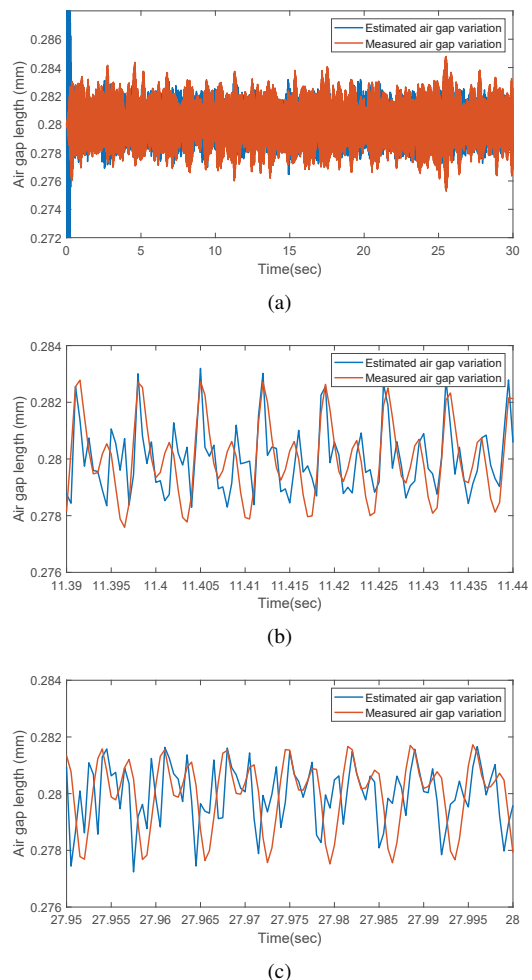 0.286
0.284
0.282
0.28
0.278
0.276
0.274
0.272
Air gap length (mm)
Estimated air gap variation
Measured air gap variation
0 5 10 15 20 25 30
Time(sec)
(a)
0.284
0.282
0.28
0.278
0.276
Air gap length (mm)
Estimated air gap variation
Measured air gap variation
11.39 11.395 11.4 11.405 11.41 11.415 11.42 11.425 11.43 11.435 11.44
Time(sec)
(b)
0.284
0.282
0.28
0.278
0.276
Air gap length (mm)
Estimated air gap variation
Measured air gap variation
27.95 27.955 27.96 27.965 27.97 27.975 27.98 27.985 27.99 27.995 28
Time(sec)
(c)